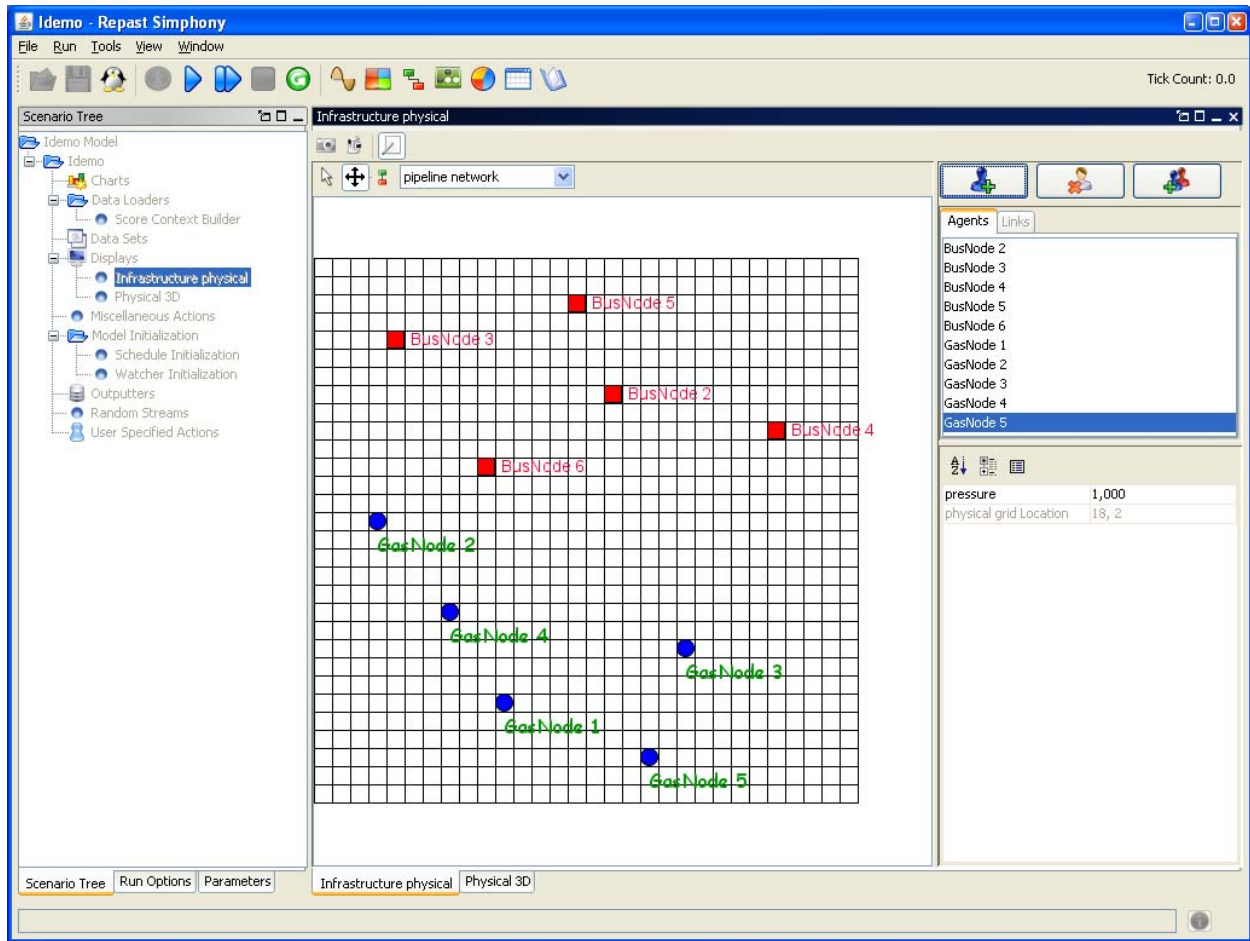 Idemo - Repast Simphony
File Run Tools View Window
Tick Count: 0.0
Scenario Tree
Idemo Model
Idemo
Charts
Data Loaders
Score Context Builder
Data Sets
Displays
Infrastructure physical
Physical 3D
Miscellaneous Actions
Model Initialization
Schedule Initialization
Watcher Initialization
Outputters
Random Streams
User Specified Actions
Scenario Tree Run Options Parameters
Infrastructure physical
pipeline network
BusNode 5
BusNode 3
BusNode 2
BusNode 4
BusNode 6
GasNode 2
GasNode 4
GasNode 3
GasNode 1
GasNode 5
Infrastructure physical Physical 3D
Agents Links
BusNode 2
BusNode 3
BusNode 4
BusNode 5
BusNode 6
GasNode 1
GasNode 2
GasNode 3
GasNode 4
GasNode 5
pressure 1,000
physical grid Location 18, 2